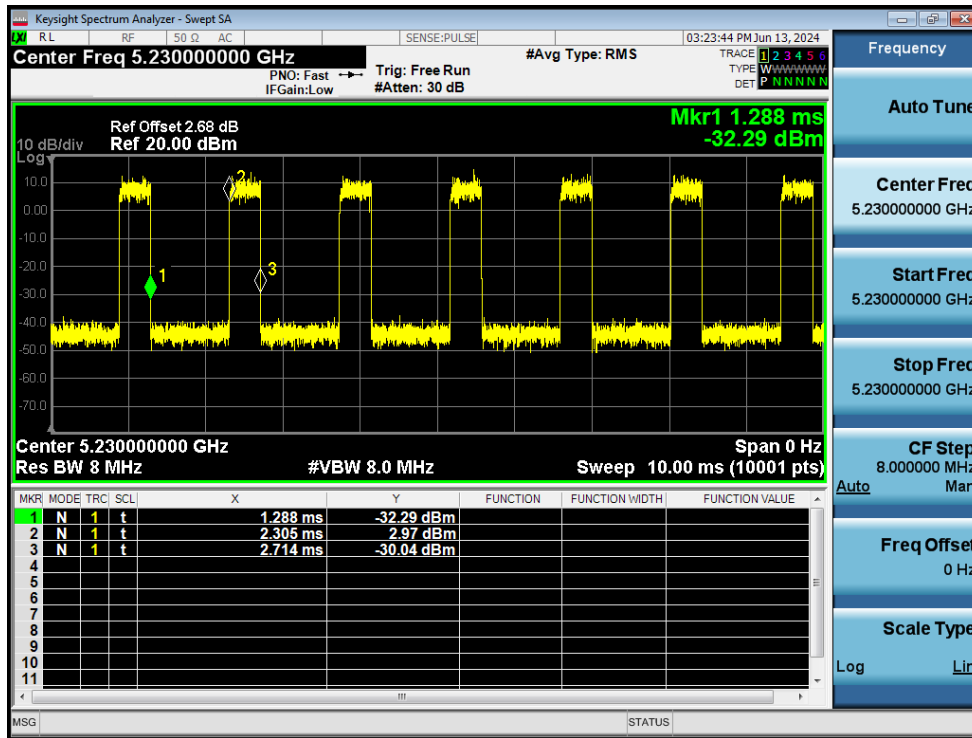 Keysight Spectrum Analyzer - Swept SA
LXI RL RF 50 Ω AC SENSE:PULSE 03:23:44 PM Jun 13, 2024
Center Freq 5.230000000 GHz
PNO: Fast
IFGain:Low
Trig: Free Run
#Atten: 30 dB
#Avg Type: RMS
TRACE 1 2 3 4 5 6
TYPE WWWWWW
DET P N N N N N
Ref Offset 2.68 dB
10 dB/div Ref 20.00 dBm
Log
Mkr1 1.288 ms
-32.29 dBm
10.0
0.00
-10.0
-20.0
-30.0
-40.0
-50.0
-60.0
-70.0
1
2
3
Center 5.230000000 GHz Span 0 Hz
Res BW 8 MHz #VBW 8.0 MHz Sweep 10.00 ms (10001 pts)
MKR MODE TRC SCL X Y FUNCTION FUNCTION WIDTH FUNCTION VALUE
1 N 1 t 1.288 ms -32.29 dBm
2 N 1 t 2.305 ms 2.97 dBm
3 N 1 t 2.714 ms -30.04 dBm
4
5
6
7
8
9
10
11
MSG STATUS
Frequency
Auto Tune
Center Freq
5.230000000 GHz
Start Freq
5.230000000 GHz
Stop Freq
5.230000000 GHz
CF Step
8.000000 MHz
Auto Man
Freq Offset
0 Hz
Scale Type
Log Lin